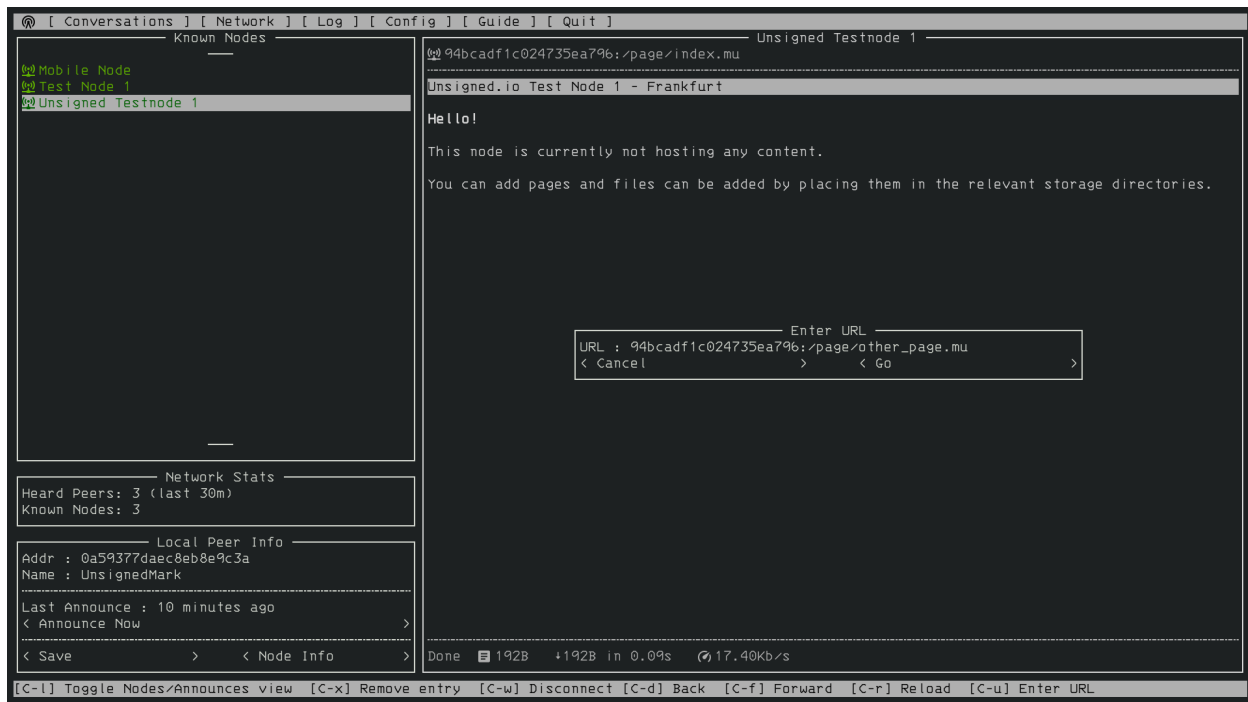 [ Conversations ] [ Network ] [ Log ] [ Config ] [ Guide ] [ Quit ]
Known Nodes
Mobile Node
Test Node 1
Unsigned Testnode 1
Network Stats
Heard Peers: 3 (last 30m)
Known Nodes: 3
Local Peer Info
Addr : 0a59377daec8eb8e9c3a
Name : UnsignedMark
Last Announce : 10 minutes ago
< Announce Now >
< Save > < Node Info >
Unsigned Testnode 1
94bcadf1c024735ea796:/page/index.mu
Unsigned.io Test Node 1 - Frankfurt
Hello!
This node is currently not hosting any content.
You can add pages and files can be added by placing them in the relevant storage directories.
Enter URL
URL : 94bcadf1c024735ea796:/page/other_page.mu
< Cancel > < Go >
Done 192B ↓192B in 0.09s 17.40Kb/s
[C-l] Toggle Nodes/Announces view [C-x] Remove entry [C-w] Disconnect [C-d] Back [C-f] Forward [C-r] Reload [C-u] Enter URL